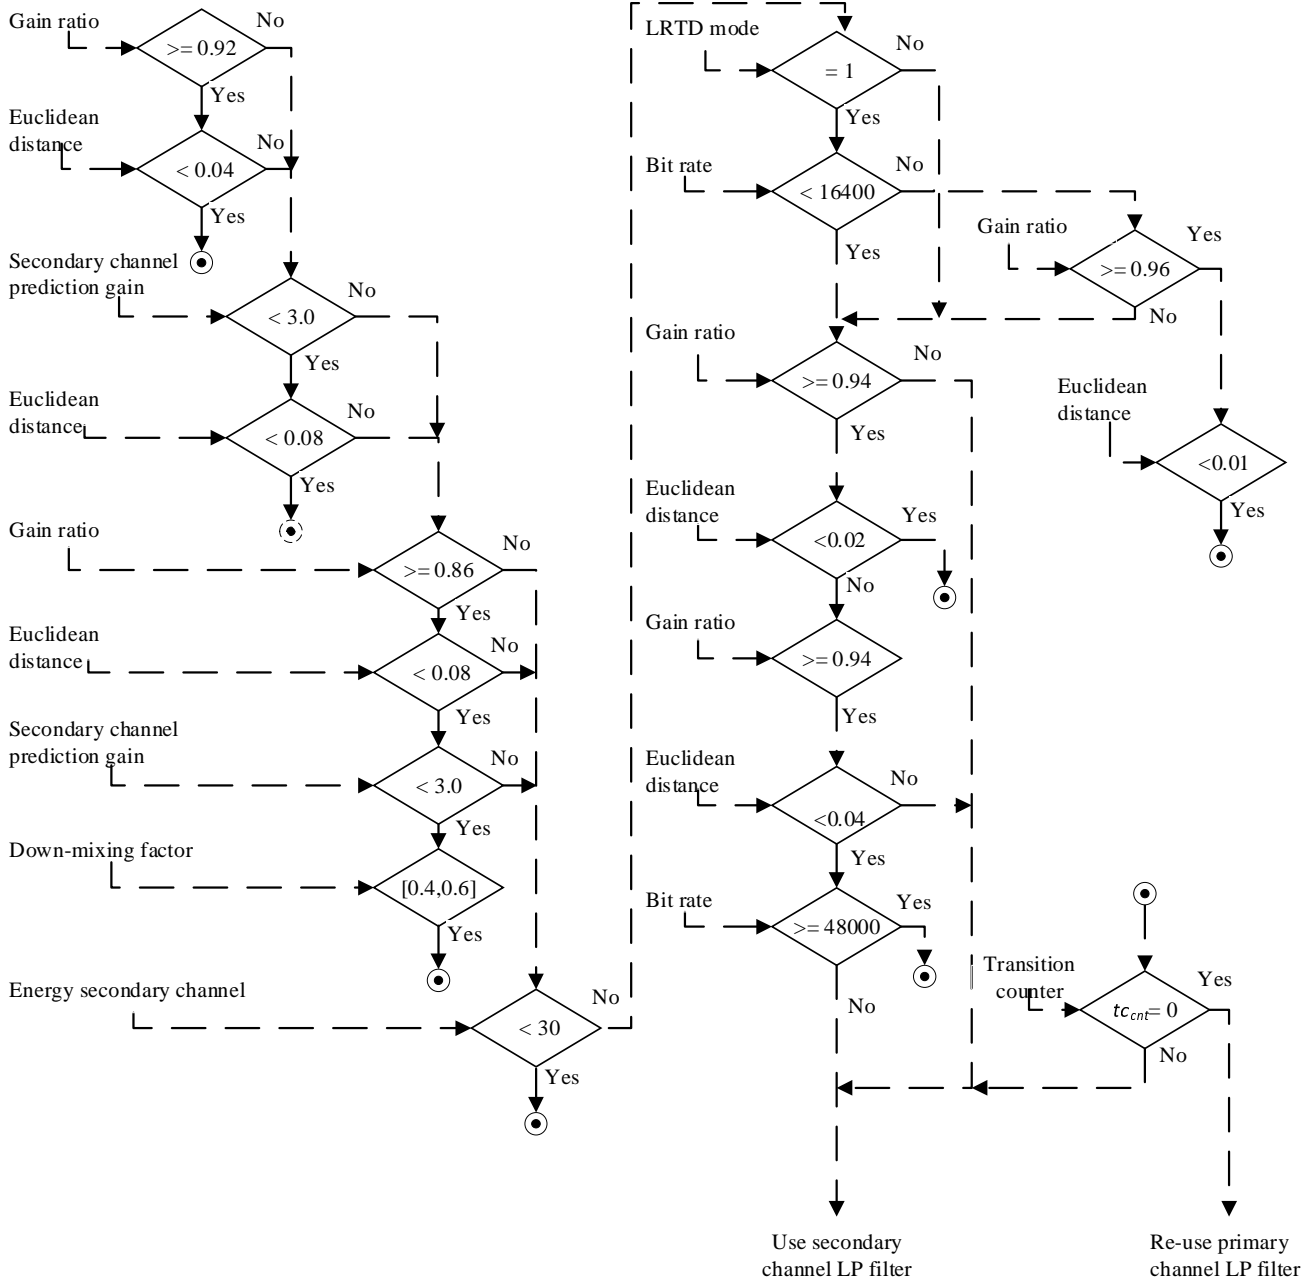 Gain ratio
No
>= 0.92
Yes
Euclidean
distance
No
< 0.04
Yes
Secondary channel
prediction gain
No
< 3.0
Yes
Euclidean
distance
No
< 0.08
Yes
Gain ratio
No
>= 0.86
Yes
Euclidean
distance
No
< 0.08
Yes
Secondary channel
prediction gain
No
< 3.0
Yes
Down-mixing factor
[0.4,0.6]
Yes
Energy secondary channel
No
< 30
Yes
LRTD mode
No
= 1
Yes
Bit rate
No
< 16400
Yes
Gain ratio
Yes
>= 0.96
No
Gain ratio
No
>= 0.94
Yes
Euclidean
distance
<0.01
Yes
Euclidean
distance
Yes
<0.02
No
Gain ratio
>= 0.94
Yes
Euclidean
distance
No
<0.04
Yes
Bit rate
Yes
>= 48000
No
Transition
counter
Yes
tccnt= 0
No
Use secondary
channel LP filter
Re-use primary
channel LP filter